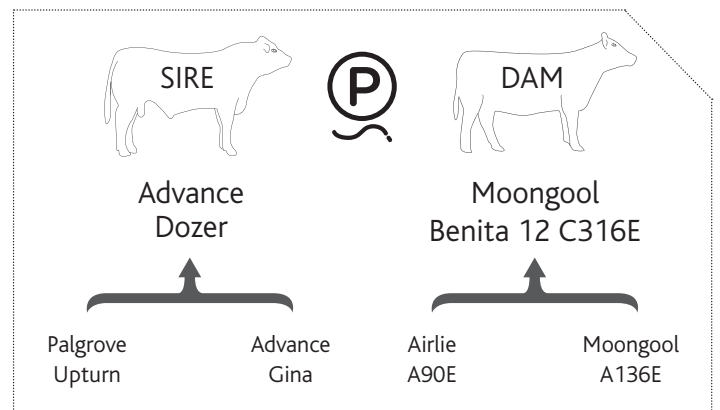 SIRE
P
DAM
Advance
Dozer
Moongool
Benita 12 C316E
Palgrove
Upturn
Advance
Gina
Airlie
A90E
Moongool
A136E